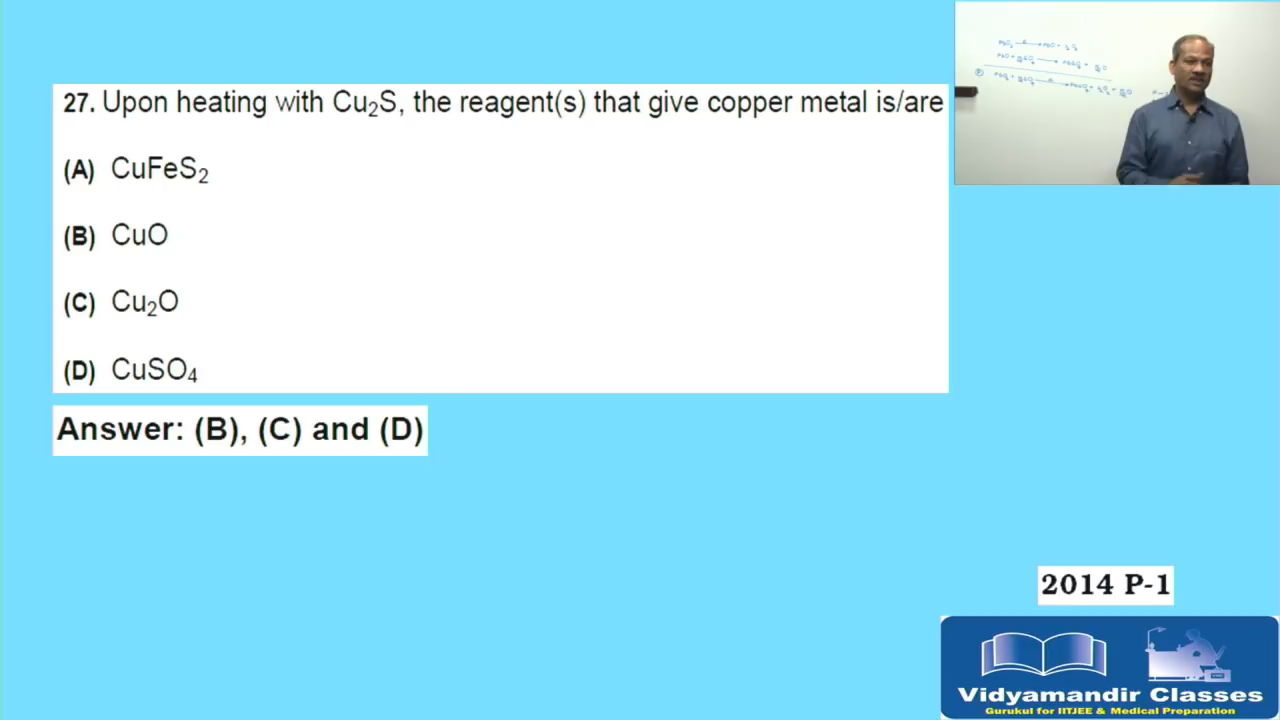 27. Upon heating with Cu₂S, the reagent(s) that give copper metal is/are
(A) CuFeS₂
(B) CuO
(C) Cu₂O
(D) CuSO₄
Answer: (B), (C) and (D)
2014 P-1
Vidyamandir Classes
Gurukul for IITJEE & Medical Preparation